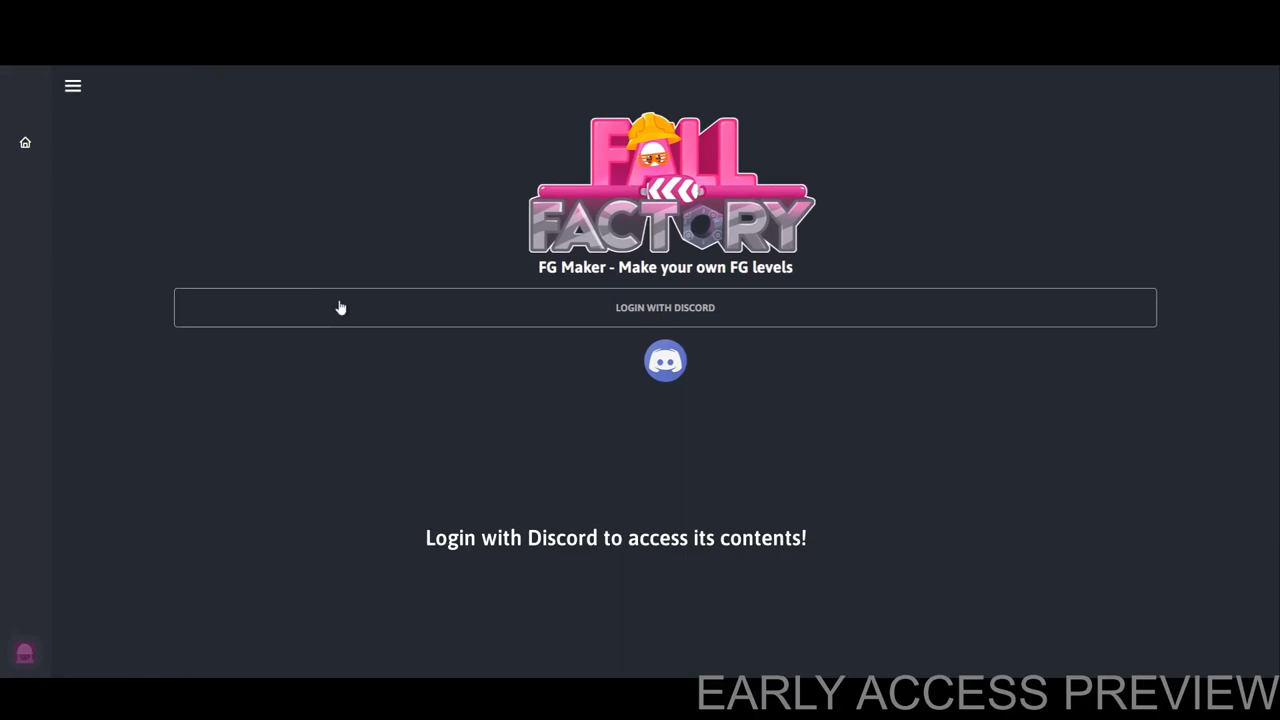 FALL
FACTORY
FG Maker - Make your own FG levels
LOGIN WITH DISCORD
Login with Discord to access its contents!
EARLY ACCESS PREVIEW